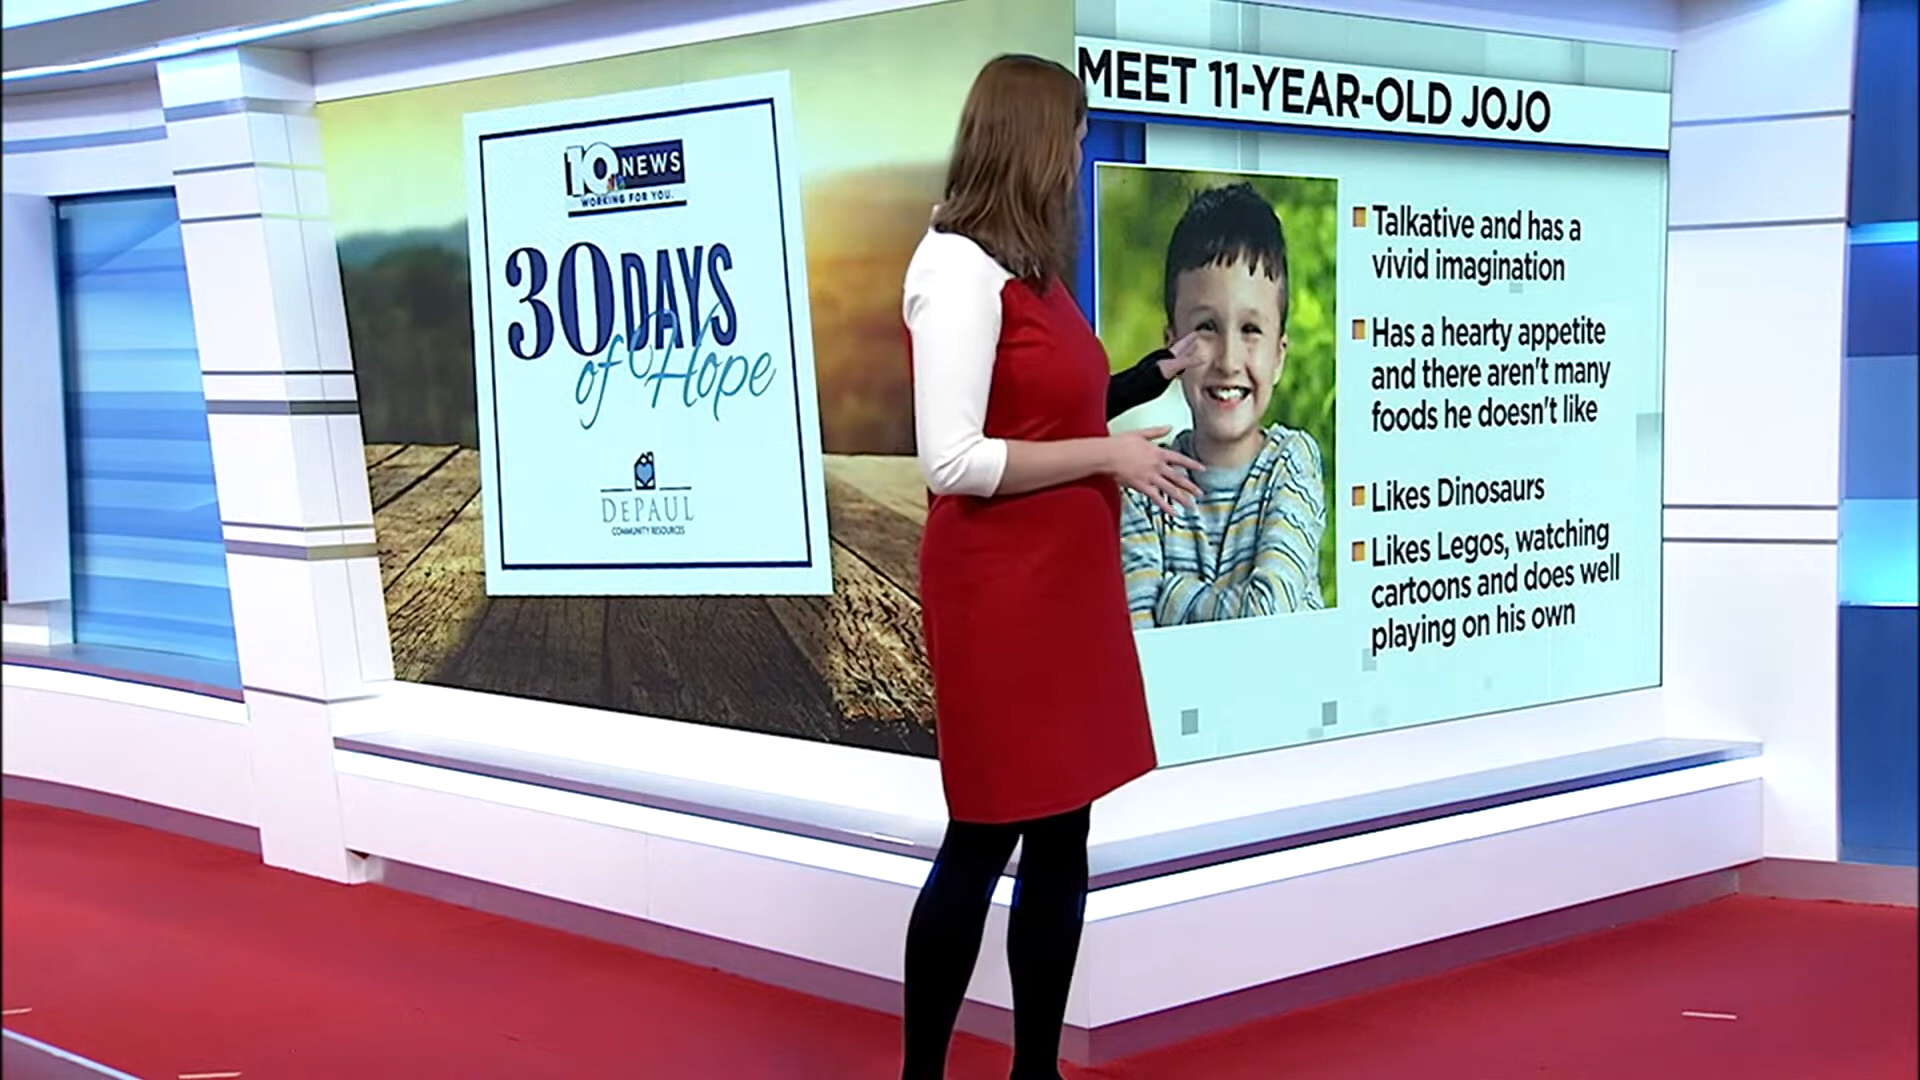 10 NEWS
WORKING FOR YOU.
30 DAYS
of Hope
DEPAUL
COMMUNITY RESOURCES
MEET 11-YEAR-OLD JOJO
Talkative and has a
vivid imagination
Has a hearty appetite
and there aren't many
foods he doesn't like
Likes Dinosaurs
Likes Legos, watching
cartoons and does well
playing on his own